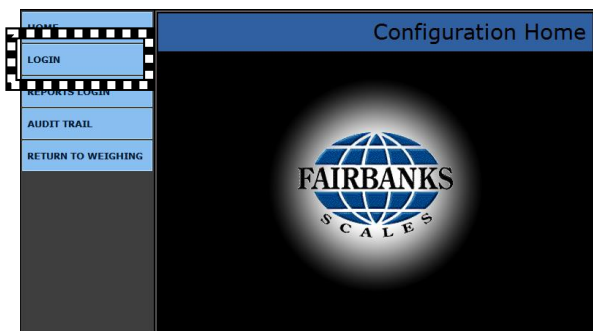 HOME
Configuration Home
LOGIN
REPORTS LOGIN
AUDIT TRAIL
RETURN TO WEIGHING
FAIRBANKS
SCALES